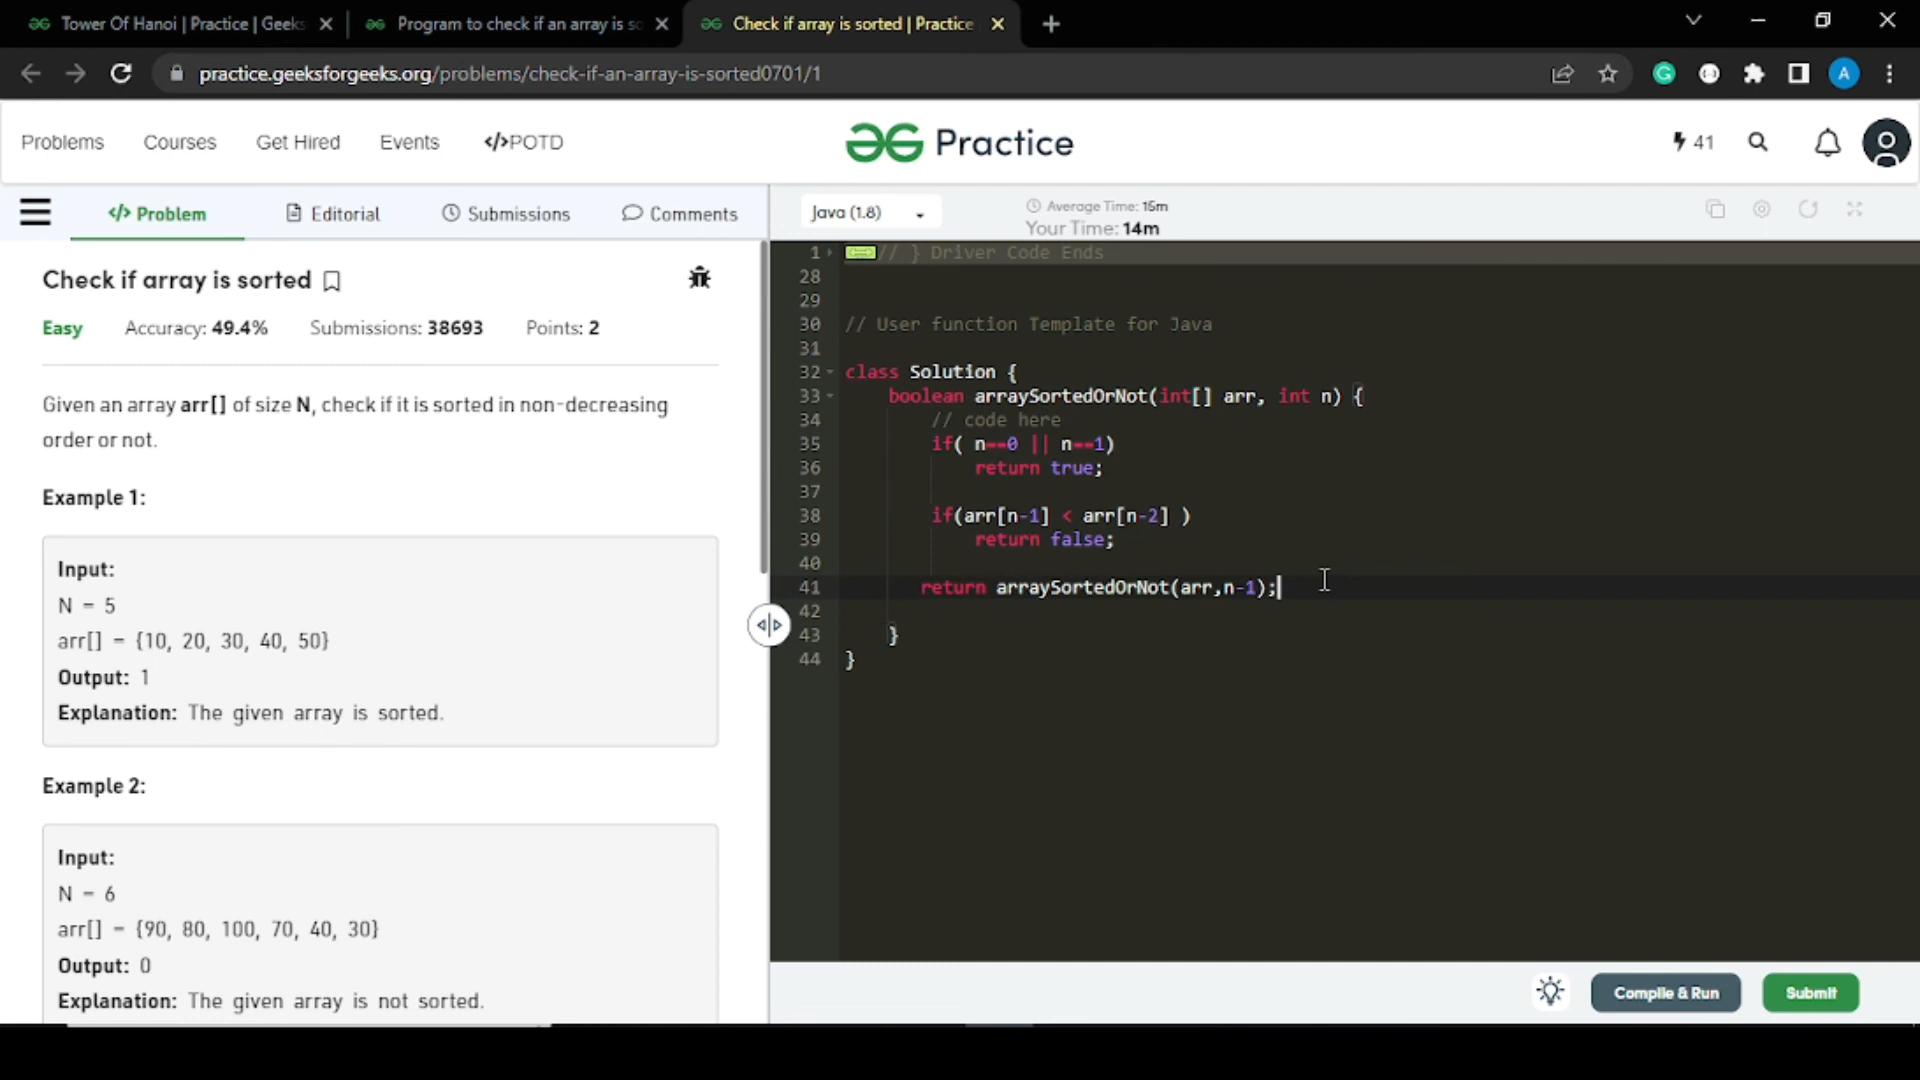 Tower Of Hanoi | Practice | Geeks
Program to check if an array is so
Check if array is sorted | Practice
practice.geeksforgeeks.org/problems/check-if-an-array-is-sorted0701/1
A
Problems
Courses
Get Hired
Events
</>POTD
Practice
41
</> Problem
Editorial
Submissions
Comments
Java (1.8)
Average Time: 15m
Your Time: 14m
Check if array is sorted
Easy
Accuracy: 49.4%
Submissions: 38693
Points: 2
Given an array arr[] of size N, check if it is sorted in non-decreasing
order or not.
Example 1:
Input:
N = 5
arr[] = {10, 20, 30, 40, 50}
Output: 1
Explanation: The given array is sorted.
Example 2:
Input:
N = 6
arr[] = {90, 80, 100, 70, 40, 30}
Output: 0
Explanation: The given array is not sorted.
1 // } Driver Code Ends
28
29
30 // User function Template for Java
31
32 class Solution {
33 boolean arraySortedOrNot(int[] arr, int n) {
34 // code here
35 if( n==0 || n==1)
36 return true;
37
38 if(arr[n-1] < arr[n-2] )
39 return false;
40
41 return arraySortedOrNot(arr,n-1);
42
43 }
44 }
Compile & Run
Submit